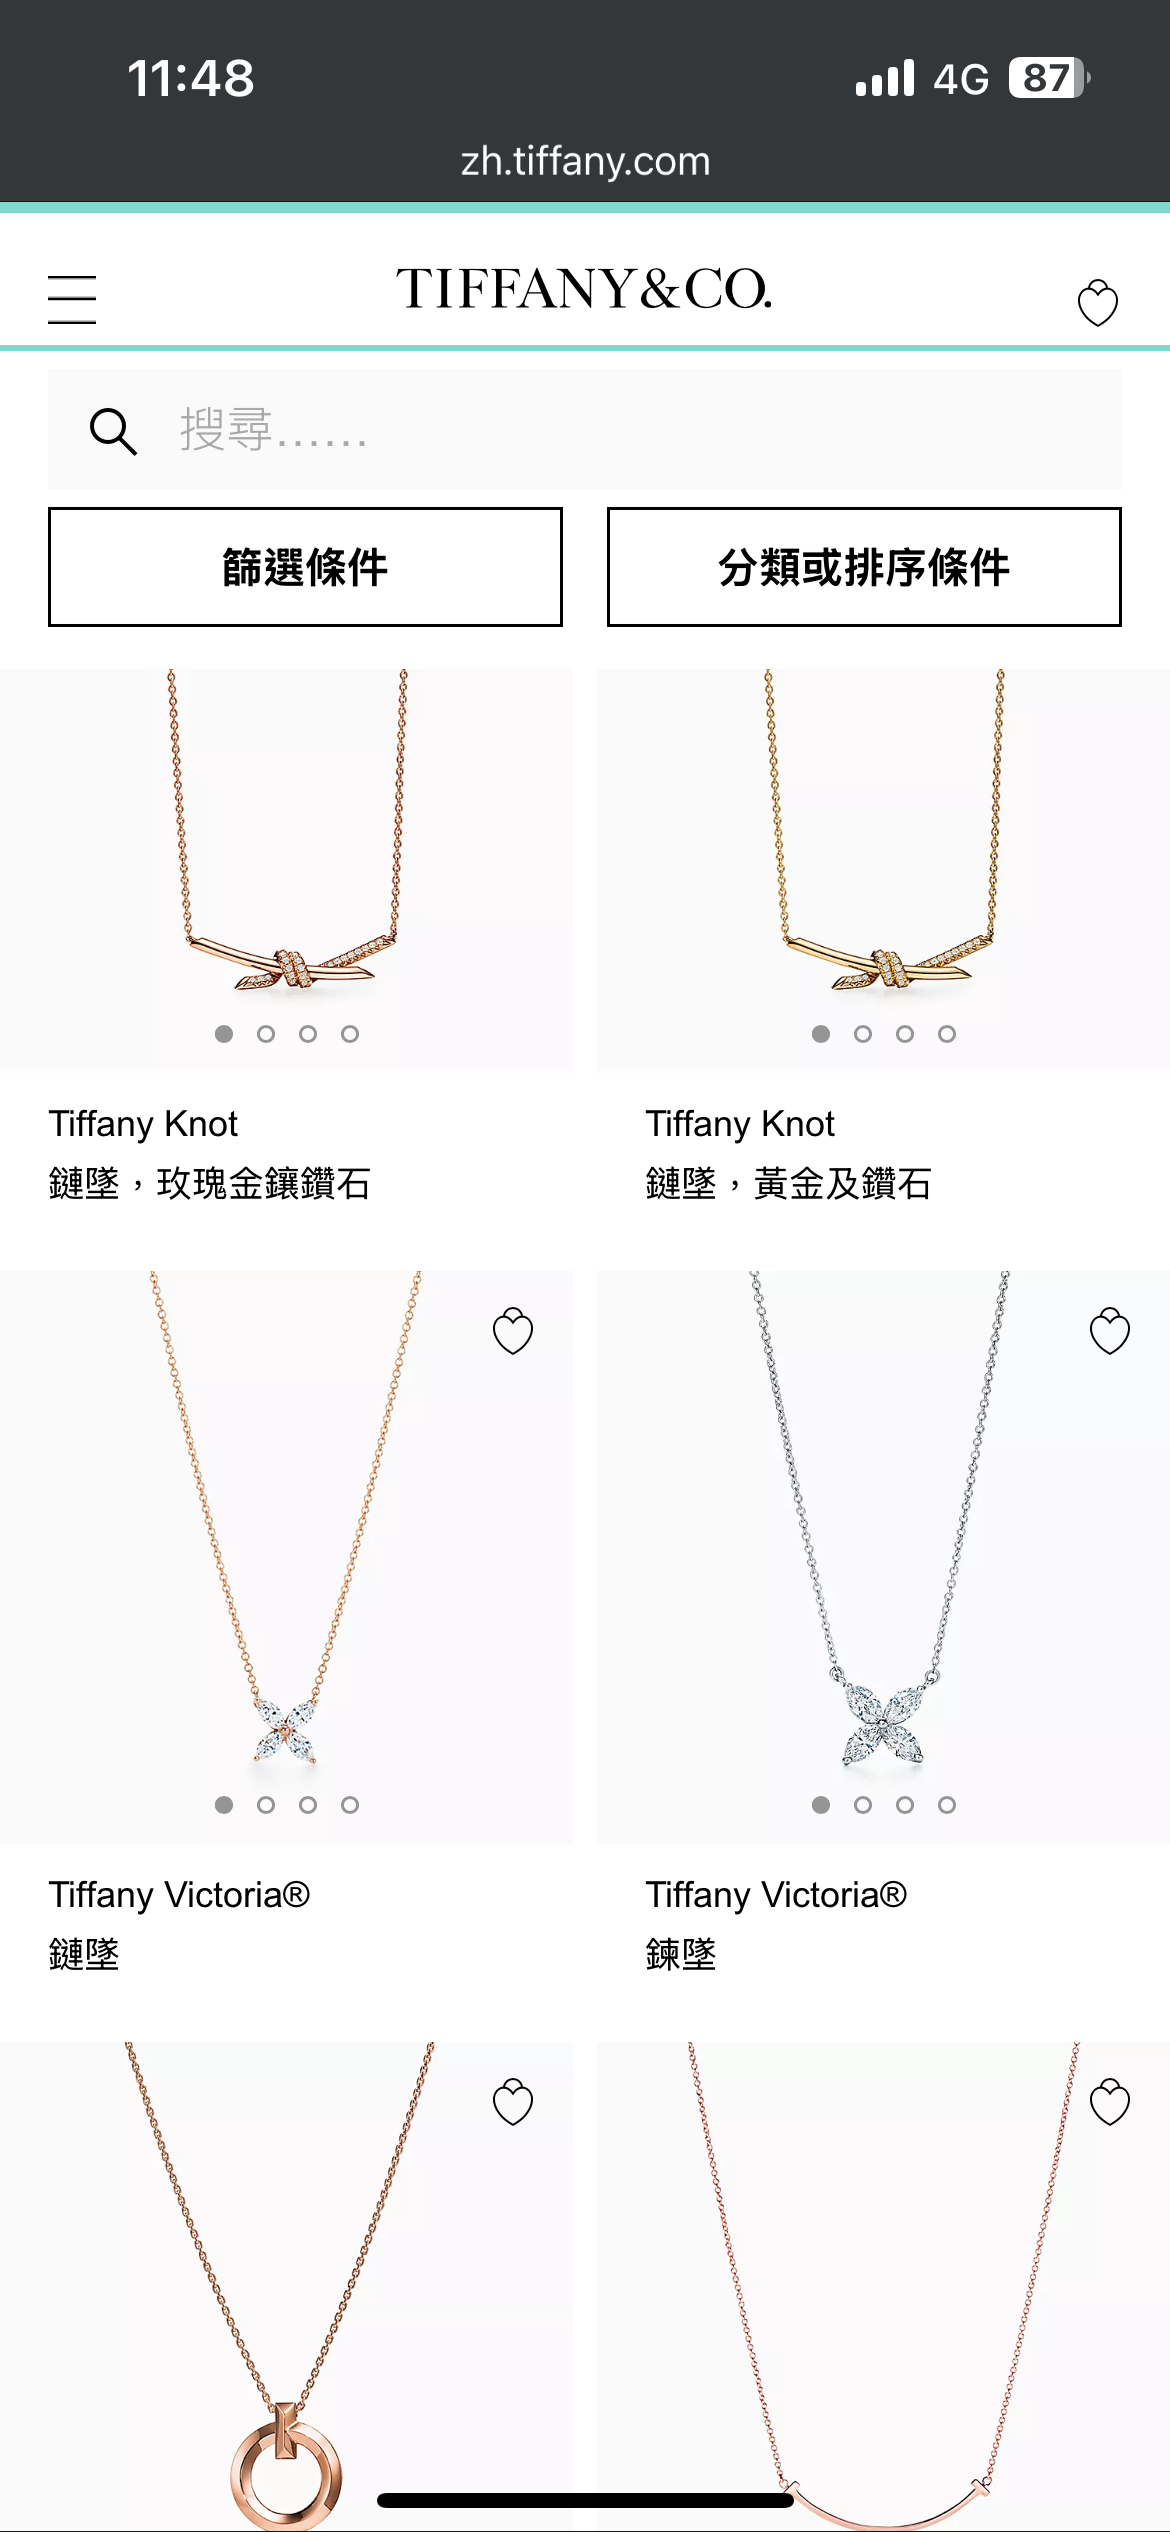 11:48
4G 87
zh.tiffany.com
TIFFANY&CO.
搜尋......
篩選條件
分類或排序條件
Tiffany Knot
鏈墜，玫瑰金鑲鑽石
Tiffany Knot
鏈墜，黃金及鑽石
Tiffany Victoria®
鏈墜
Tiffany Victoria®
鍊墜